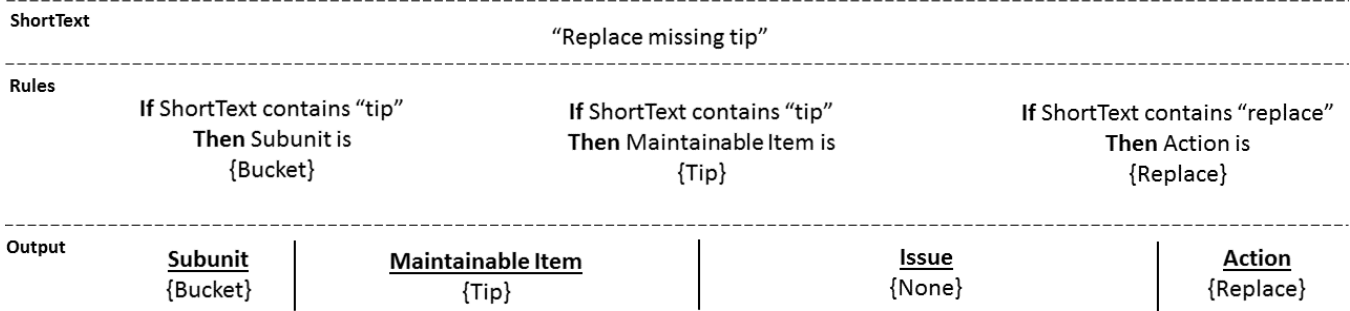 ShortText
“Replace missing tip”
Rules
If ShortText contains “tip”
Then Subunit is
{Bucket}
If ShortText contains “tip”
Then Maintainable Item is
{Tip}
If ShortText contains “replace”
Then Action is
{Replace}
Output
Subunit
{Bucket}
Maintainable Item
{Tip}
Issue
{None}
Action
{Replace}